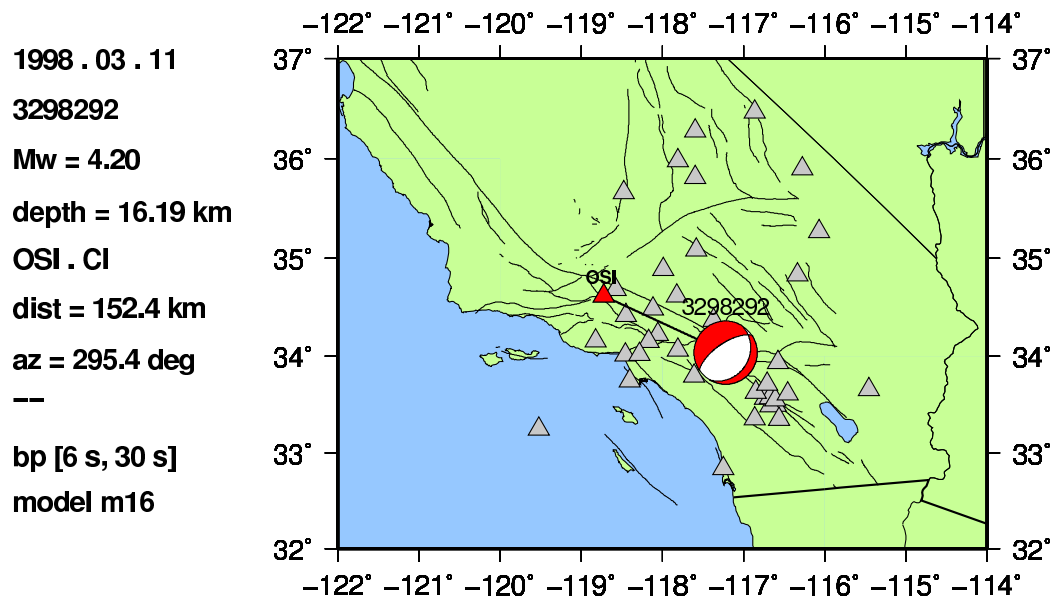 1998 . 03 . 11
3298292
Mw = 4.20
depth = 16.19 km
OSI . CI
dist = 152.4 km
az = 295.4 deg
--
bp [6 s, 30 s]
model m16
−122˚ −121˚ −120˚ −119˚ −118˚ −117˚ −116˚ −115˚ −114˚
37˚ 37˚
36˚ 36˚
35˚ 35˚
OSI
3298292
34˚ 34˚
33˚ 33˚
32˚ 32˚
−122˚ −121˚ −120˚ −119˚ −118˚ −117˚ −116˚ −115˚ −114˚